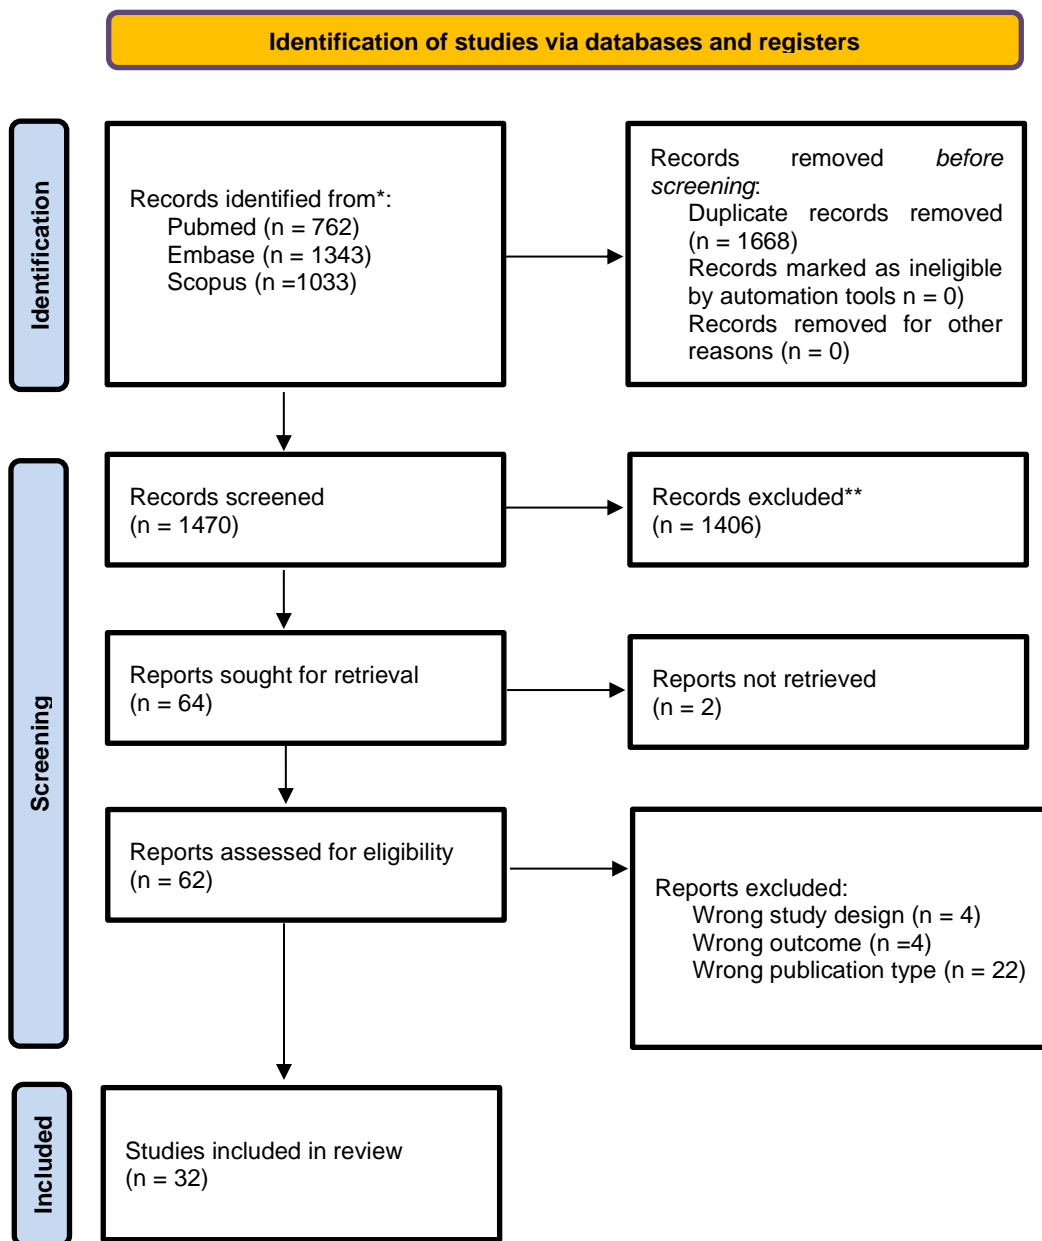 Identification of studies via databases and registers
Identification
Records identified from*:
Pubmed (n = 762)
Embase (n = 1343)
Scopus (n =1033)
Records removed before
screening:
Duplicate records removed
(n = 1668)
Records marked as ineligible
by automation tools n = 0)
Records removed for other
reasons (n = 0)
Screening
Records screened
(n = 1470)
Records excluded**
(n = 1406)
Reports sought for retrieval
(n = 64)
Reports not retrieved
(n = 2)
Reports assessed for eligibility
(n = 62)
Reports excluded:
Wrong study design (n = 4)
Wrong outcome (n =4)
Wrong publication type (n = 22)
Included
Studies included in review
(n = 32)